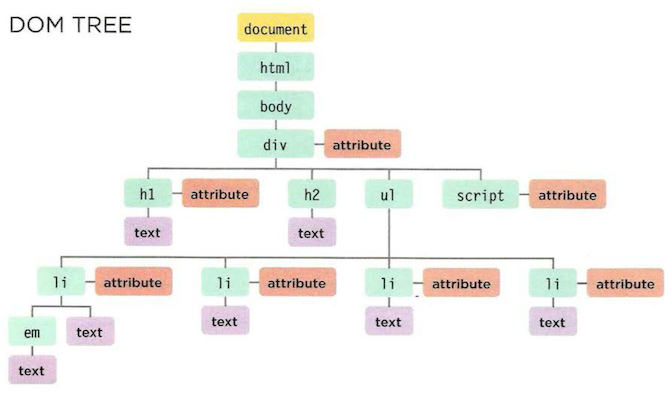 DOM TREE
document
html
body
div attribute
h1 attribute h2 ul script attribute
text text
li attribute li attribute li attribute li attribute
em text text text text
text